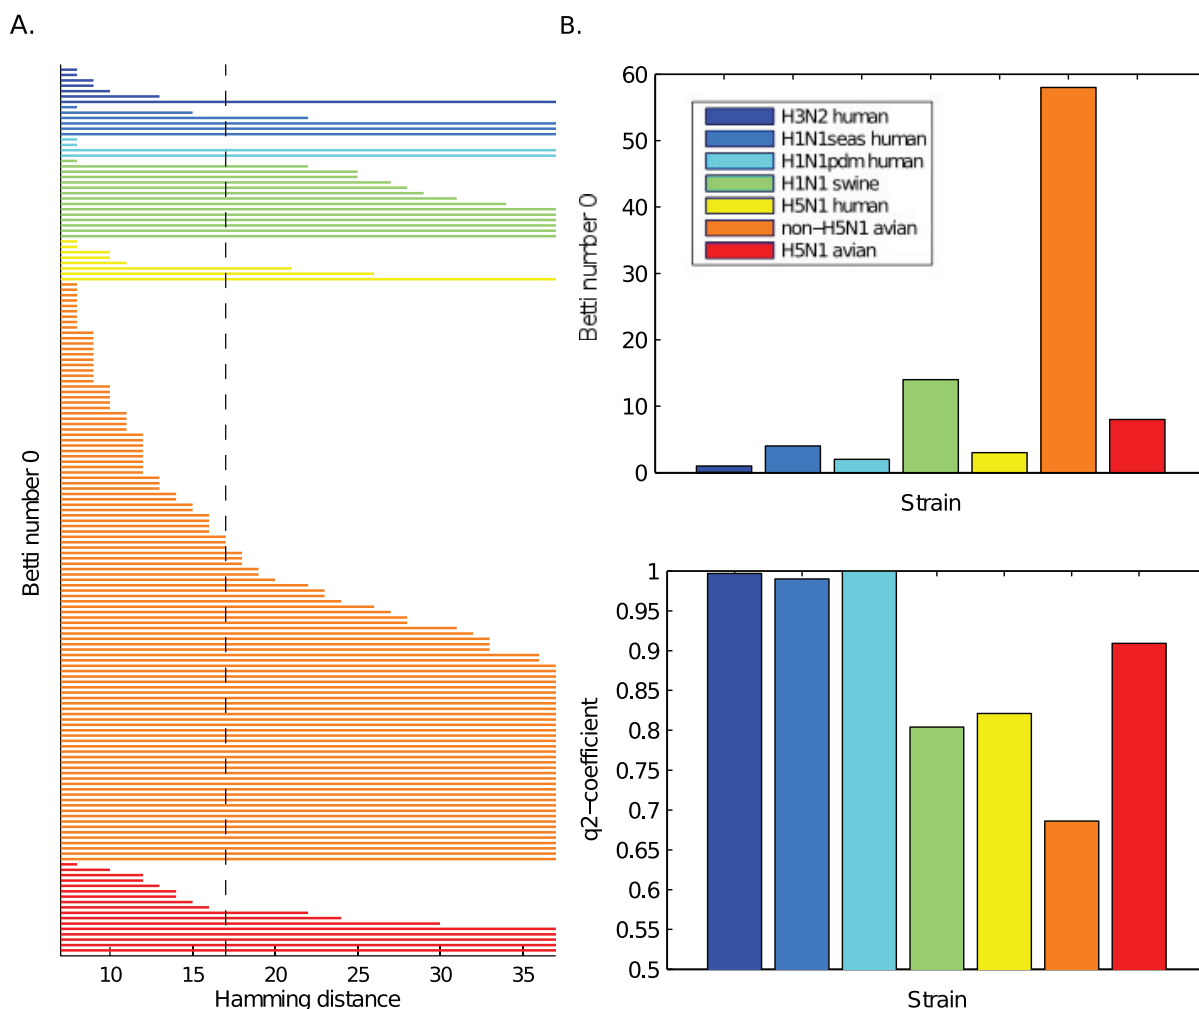 A.
Betti number 0
10 15 20 25 30 35
Hamming distance
B.
Betti number 0
60
50
40
30
20
10
0
H3N2 human
H1N1seas human
H1N1pdm human
H1N1 swine
H5N1 human
non-H5N1 avian
H5N1 avian
Strain
q2-coefficient
1
0.95
0.9
0.85
0.8
0.75
0.7
0.65
0.6
0.55
0.5
Strain